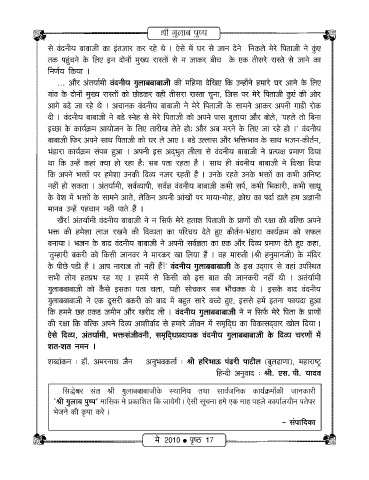 श्री गुलाब पुष्प
से वंदनीय बाबाजी का इंतजार कर रहे थे । ऐसे में घर से जान देने निकले मेरे पिताजी ने कुंए
तक पहुंचने के लिए इन दोनों मुख्य रास्तों से न जाकर बीच के एक तीसरे रास्ते से जाने का
निर्णय किया ।
... और अंतर्यामी वंदनीय गुलाबबाबाजी की महिमा देखिए कि उन्होंने हमारे घर आने के लिए
गांव के दोनों मुख्य रास्तों को छोडकर वही तीसरा रास्ता चुना, जिस पर मेरे पिताजी कुएं की ओर
आगे बढे जा रहे थे । अचानक वंदनीय बाबाजी ने मेरे पिताजी के सामने आकर अपनी गाड़ी रोक
दी । वंदनीय बाबाजी ने बडे स्नेह से मेरे पिताजी को अपने पास बुलाया और बोले, 'पहले तो बिना
इच्छा के कार्यक्रम आयोजन के लिए तारीख लेते हो; और अब मरने के लिए जा रहे हो ।' वंदनीय
बाबाजी फिर अपने साथ पिताजी को घर ले आए । बडे उल्लास और भक्तिभाव के साथ भजन-कीर्तन,
भंडारा कार्यक्रम संपन्न हुआ । अपनी इस अद्भुत लीला से वंदनीय बाबाजी ने प्रत्यक्ष प्रमाण दिया
था कि उन्हें कहां क्या हो रहा है; सब पता रहता है । साथ ही वंदनीय बाबाजी ने दिखा दिया
कि अपने भक्तों पर हमेशा उनकी दिव्य नजर रहती है । उनके रहते उनके भक्तों का कभी अनिष्ट
नहीं हो सकता । अंतर्यामी, सर्वव्यापी, सर्वज्ञ वंदनीय बाबाजी कभी सर्प, कभी भिकारी, कभी साधू
के वेश में भक्तों के सामने आते, लेकिन अपनी आंखों पर माया-मोह, क्रोध का पर्दा डाले हम अज्ञानी
मानव उन्हें पहचान नहीं पाते हैं ।
खैर! अंतर्यामी वंदनीय बाबाजी ने न सिर्फ मेरे हताश पिताजी के प्राणों की रक्षा की बल्कि अपने
भक्त की हमेशा लाज रखने की दिव्यता का परिचय देते हुए कीर्तन-भंडारा कार्यक्रम को सफल
बनाया । भजन के बाद वंदनीय बाबाजी ने अपनी सर्वज्ञता का एक और दिव्य प्रमाण देते हुए कहा,
'तुम्हारी बकरी को किसी जानवर ने मारकर खा लिया है । वह मारूती (श्री हनुमानजी) के मंदिर
के पीछे पडी है । आप नाराज तो नहीं हैं!' वंदनीय गुलाबबाबाजी के इस उद्गार से वहां उपस्थित
सभी लोग हतप्रभ रह गए । हममें से किसी को इस बात की जानकारी नहीं थी । अंतर्यामी
गुलाबबाबाजी को कैसे इसका पता चला, यही सोचकर सब भौंचक्के थे । इसके बाद वंदनीय
गुलाबबाबाजी ने एक दूसरी बकरी को बाद में बहुत सारे बच्चे हुए, इससे हमें इतना फायदा हुआ
कि हमने छह एकड जमीन और खरीद ली । वंदनीय गुलाबबाबाजी ने न सिर्फ मेरे पिता के प्राणों
की रक्षा कि बल्कि अपने दिव्य आशीर्वाद से हमारे जीवन में समृद्धि का विकासद्वार खोल दिया ।
ऐसे दिव्य, अंतर्यामी, भक्तसंजीवनी, समृद्धिप्रदायक वंदनीय गुलाबबाबाजी के दिव्य चरणों में
शत-शत नमन ।
शब्दांकन : डॉ. अमरनाथ जैन अनुभवकर्ता : श्री हरिभाऊ पंढरी पाटील (बुलढाणा), महाराष्ट्र
हिन्दी अनुवाद : श्री. एस. पी. यादव
सिद्धेश्वर संत श्री गुलाबबाबाजीके स्थानिय तथा सार्वजनिक कार्यक्रमोंकी जानकारी
'श्री गुलाब पुष्प' मासिक मे प्रकाशित कि जायेगी । ऐसी सूचना हमे एक माह पहले कार्यालयीन पतेपर
भेजने की कृपा करे ।
- संपादिका
मे 2010 ● पृष्ठ 17